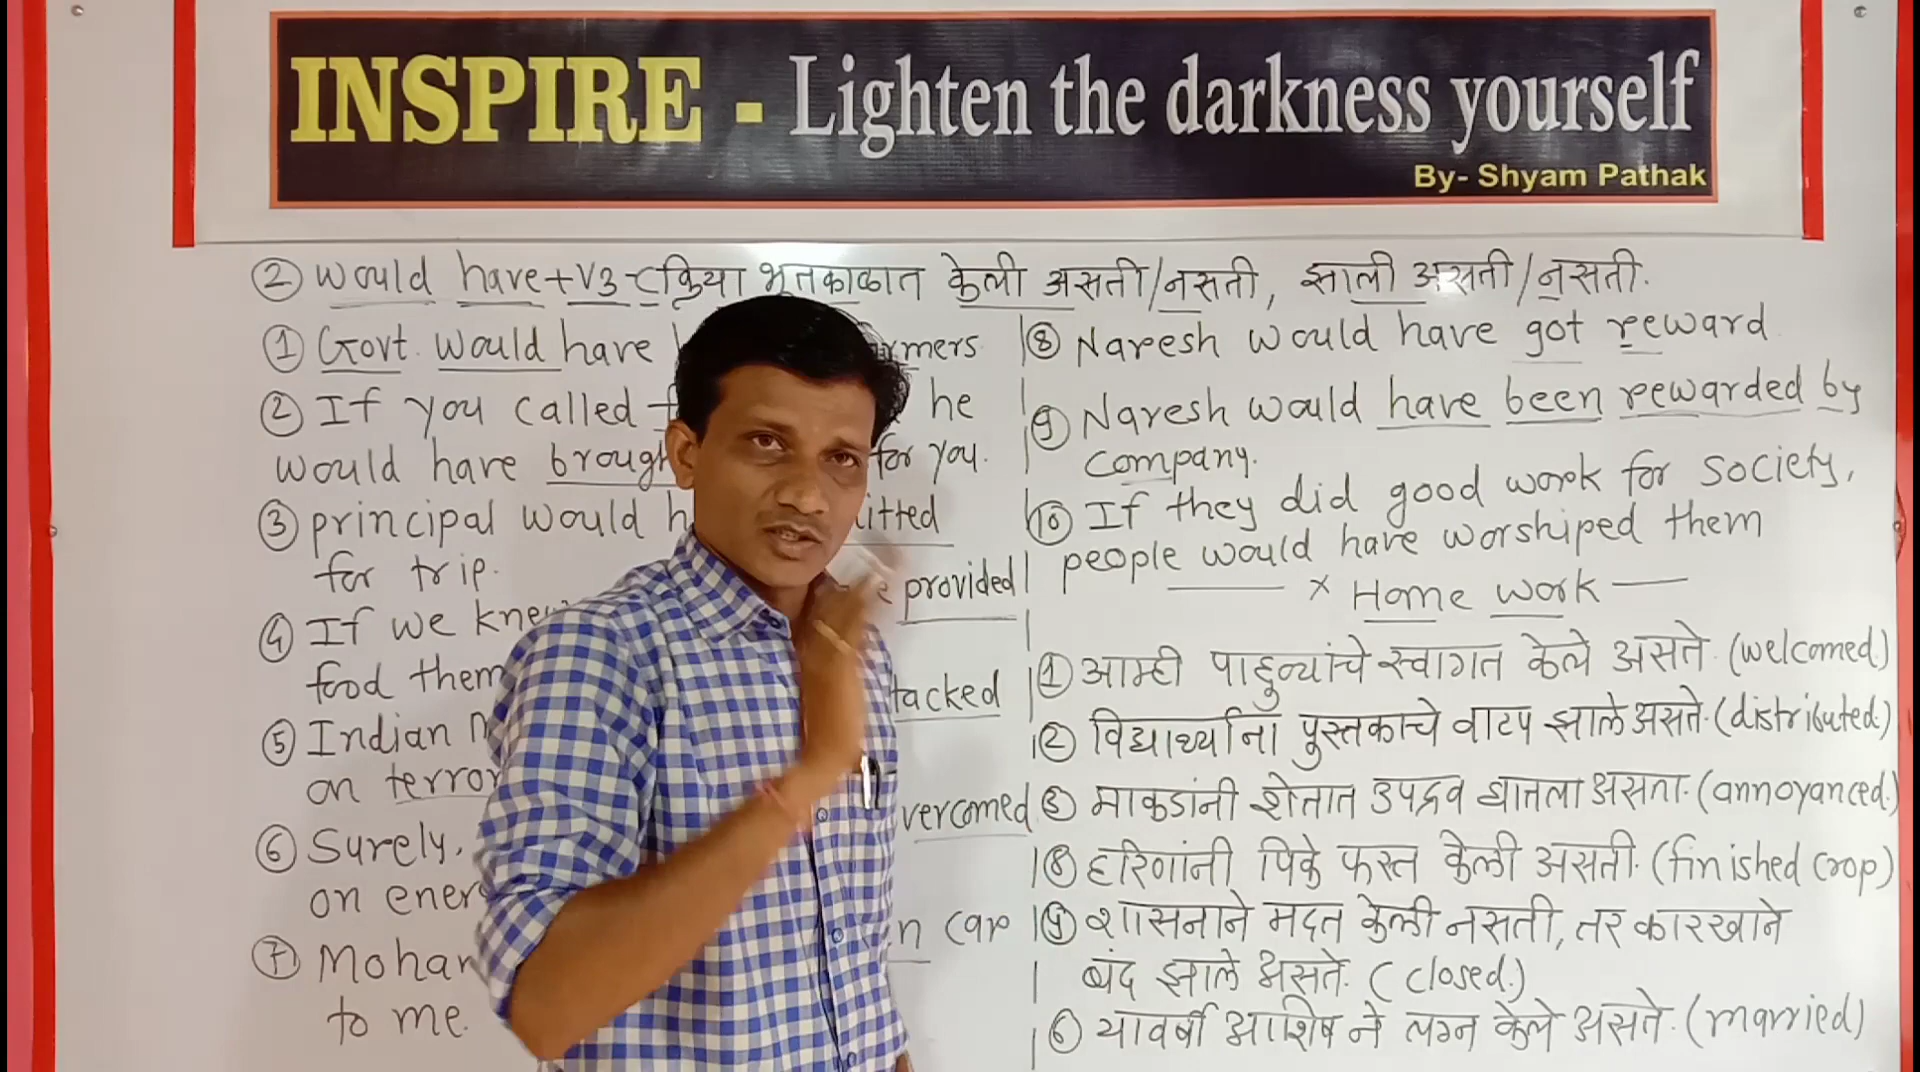 INSPIRE - Lighten the darkness yourself
By- Shyam Pathak
② Would have + V3 - क्रिया भूतकाळात केली असती/नसती, झाली असती/नसती.
① Govt. would have
rmers
② If you called
he
would have
for you.
③ principal would
for trip.
provided
④ If we
food them
⑤ Indian
on
⑥ Surely,
on
⑦
car
to me.
⑧ Naresh would have got reward
⑨ Naresh would have been rewarded by
company.
⑩ If they did good work for society,
people would have worshiped them
x Home work
① आम्ही पाहुन्यांचे स्वागत केले असते. (welcomed.)
② विद्यार्थ्यांना पुस्तकाचे वाटप झाले असते. (distributed.)
③ माकडांनी शेतात उपद्रव घातला असता. (annoyanced.)
④ हरिणांनी पिके फस्त केली असती. (finished crop)
⑤ शासनाने मदत केली नसती, तर कारखाने
बंद झाले असते. (closed.)
⑥ यावर्षी आशिष ने लग्न केले असते. (married)